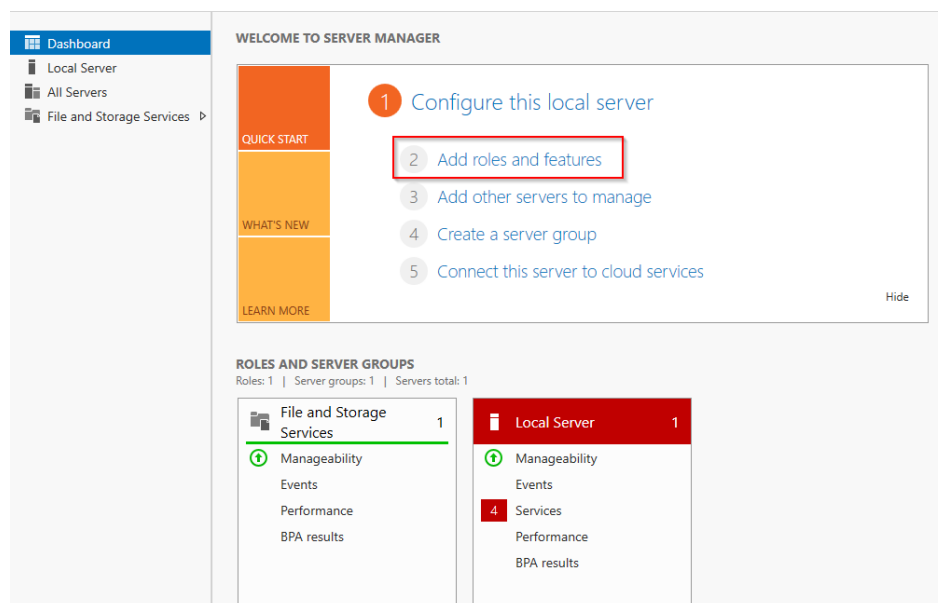 Dashboard
Local Server
All Servers
File and Storage Services
WELCOME TO SERVER MANAGER
QUICK START
WHAT'S NEW
LEARN MORE
1 Configure this local server
2 Add roles and features
3 Add other servers to manage
4 Create a server group
5 Connect this server to cloud services
Hide
ROLES AND SERVER GROUPS
Roles: 1 | Server groups: 1 | Servers total: 1
File and Storage
Services 1
Manageability
Events
Performance
BPA results
Local Server 1
Manageability
Events
4 Services
Performance
BPA results